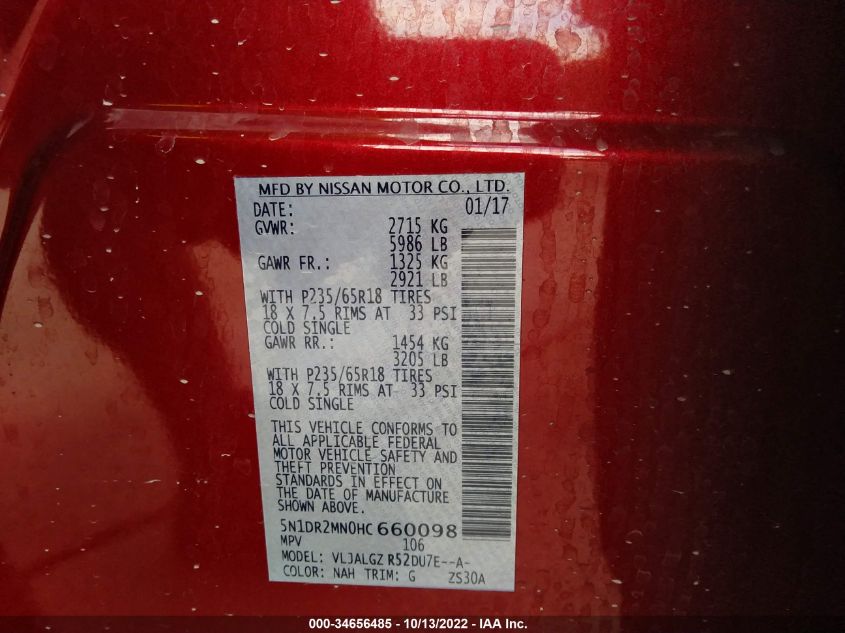 MFD BY NISSAN MOTOR CO., LTD.
DATE: 01/17
GVWR: 2715 KG
5986 LB
GAWR FR.: 1325 KG
2921 LB
WITH P235/65R18 TIRES
18 X 7.5 RIMS AT 33 PSI
COLD SINGLE
GAWR RR.: 1454 KG
3205 LB
WITH P235/65R18 TIRES
18 X 7.5 RIMS AT 33 PSI
COLD SINGLE
THIS VEHICLE CONFORMS TO
ALL APPLICABLE FEDERAL
MOTOR VEHICLE SAFETY AND
THEFT PREVENTION
STANDARDS IN EFFECT ON
THE DATE OF MANUFACTURE
SHOWN ABOVE.
5N1DR2MN0HC660098
MPV 106
MODEL: VLJALGZ R52DU7E--A-
COLOR: NAH TRIM: G ZS30A
000-34656485 - 10/13/2022 - IAA Inc.